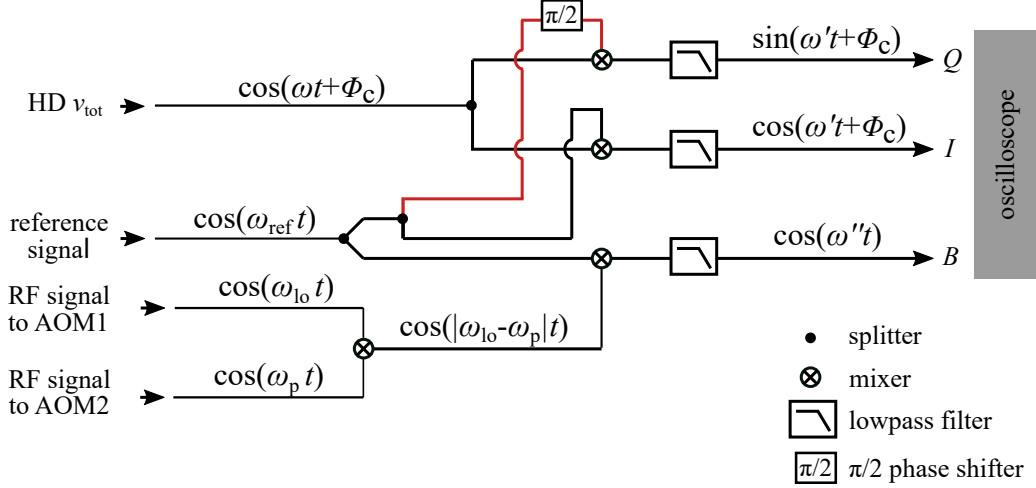 π/2
sin(ω't+Φc)
Q
HD vtot
cos(ωt+Φc)
cos(ω't+Φc)
I
oscilloscope
reference
signal
cos(ωref t)
cos(ω''t)
B
RF signal
to AOM1
cos(ωlo t)
cos(|ωlo-ωp|t)
RF signal
to AOM2
cos(ωp t)
splitter
mixer
lowpass filter
π/2 π/2 phase shifter